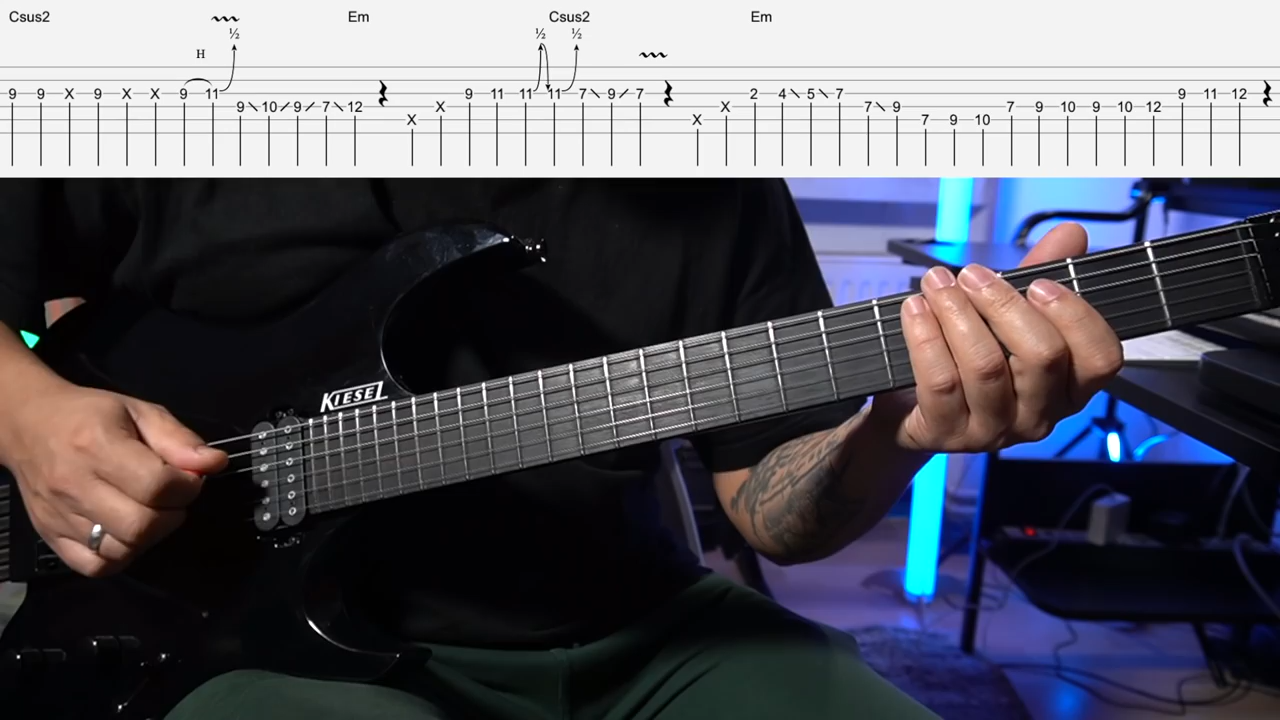 Csus2 Em Csus2 Em
½ ½ ½
H
9 9 X 9 X X 9 11 9 11 11 11 7 9 7 2 4 5 7 9 11 12
9 10 9 7 12 X X 7 9 7 9 10 9 10 12
X X 7 9 10
KIESEL